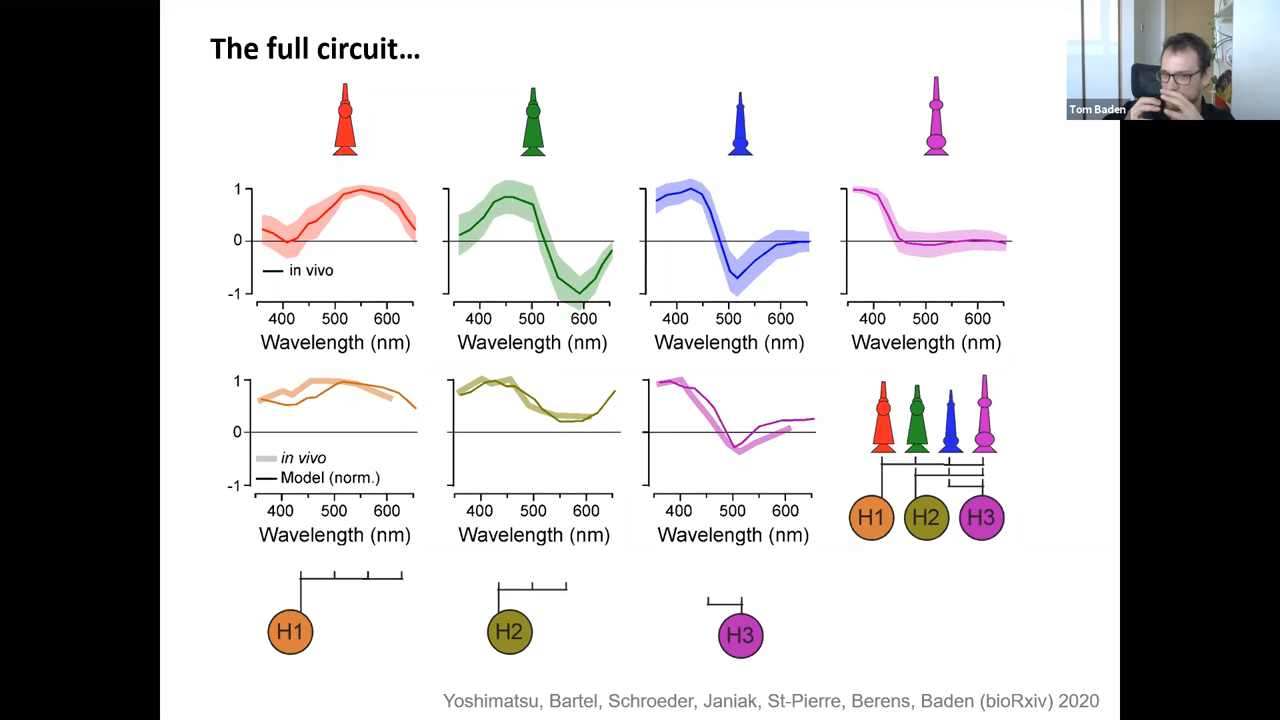 The full circuit...
Tom Baden
1
0
-1
in vivo
400 500 600
Wavelength (nm)
400 500 600
Wavelength (nm)
400 500 600
Wavelength (nm)
400 500 600
Wavelength (nm)
1
0
-1
in vivo
Model (norm.)
400 500 600
Wavelength (nm)
400 500 600
Wavelength (nm)
400 500 600
Wavelength (nm)
H1 H2 H3
H1
H2
H3
Yoshimatsu, Bartel, Schroeder, Janiak, St-Pierre, Berens, Baden (bioRxiv) 2020